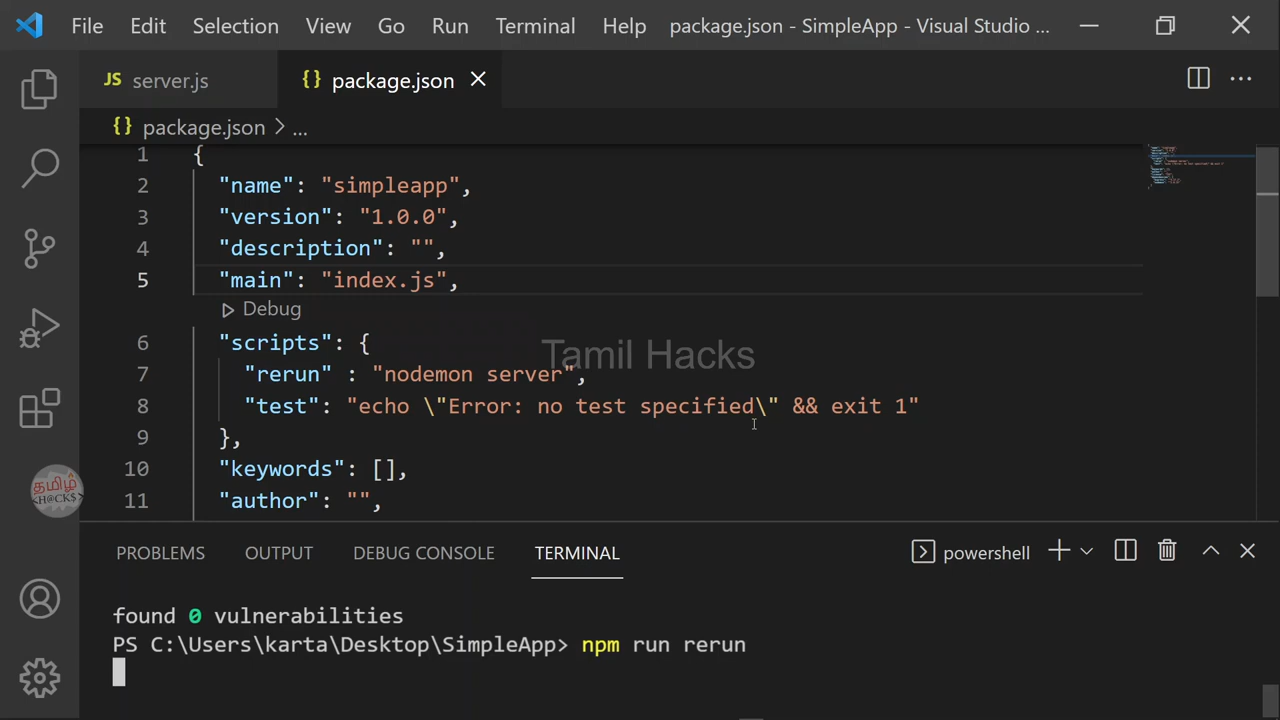 File Edit Selection View Go Run Terminal Help package.json - SimpleApp - Visual Studio ...
JS server.js {} package.json
{} package.json > ...
1 {
2 "name": "simpleapp",
3 "version": "1.0.0",
4 "description": "",
5 "main": "index.js",
Debug
Tamil Hacks
6 "scripts": {
7 "rerun" : "nodemon server",
8 "test": "echo \"Error: no test specified\" && exit 1"
9 },
10 "keywords": [],
11 "author": "",
தமிழ்
<H@CK$>
PROBLEMS OUTPUT DEBUG CONSOLE TERMINAL powershell
found 0 vulnerabilities
PS C:\Users\karta\Desktop\SimpleApp> npm run rerun